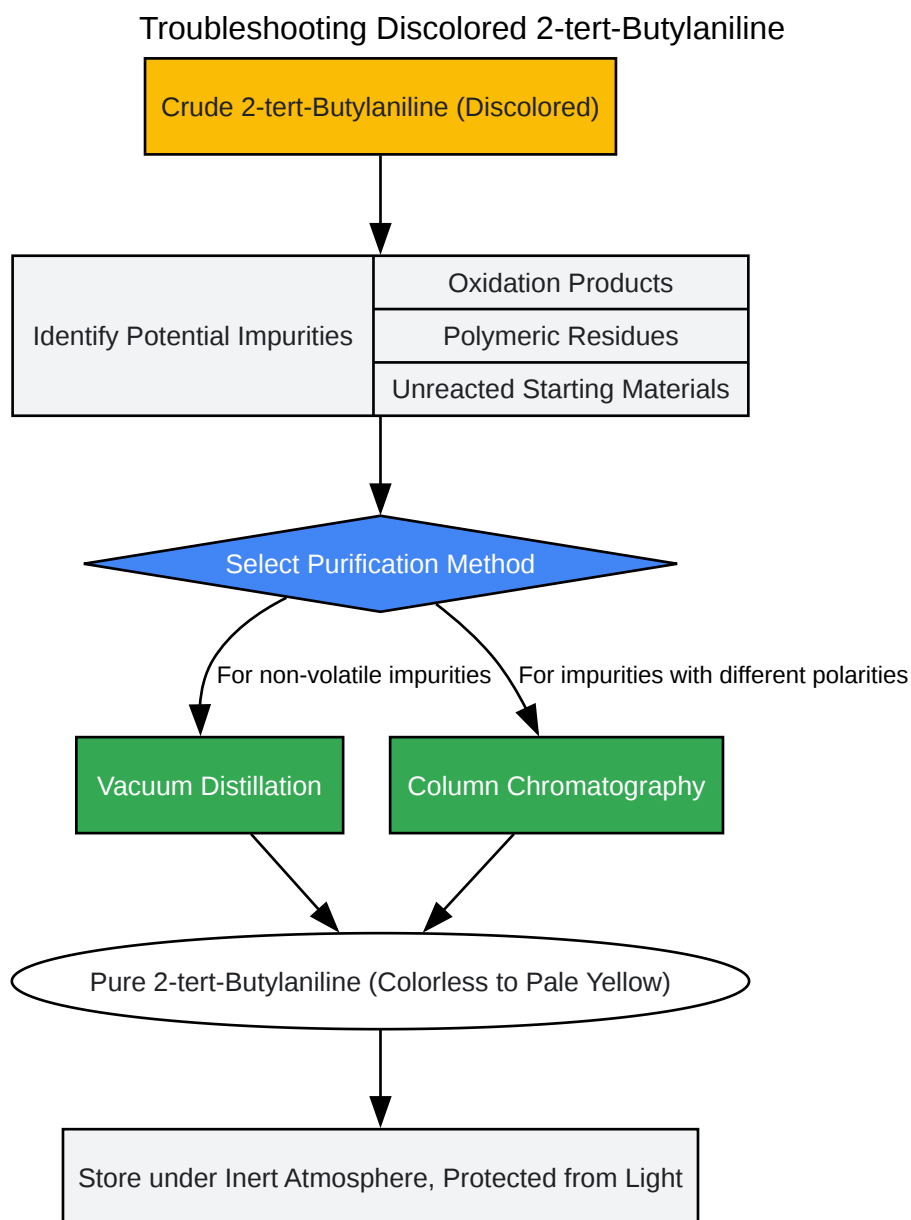 Troubleshooting Discolored 2-tert-Butylaniline
Crude 2-tert-Butylaniline (Discolored)
Identify Potential Impurities
Oxidation Products
Polymeric Residues
Unreacted Starting Materials
Select Purification Method
For non-volatile impurities
For impurities with different polarities
Vacuum Distillation
Column Chromatography
Pure 2-tert-Butylaniline (Colorless to Pale Yellow)
Store under Inert Atmosphere, Protected from Light